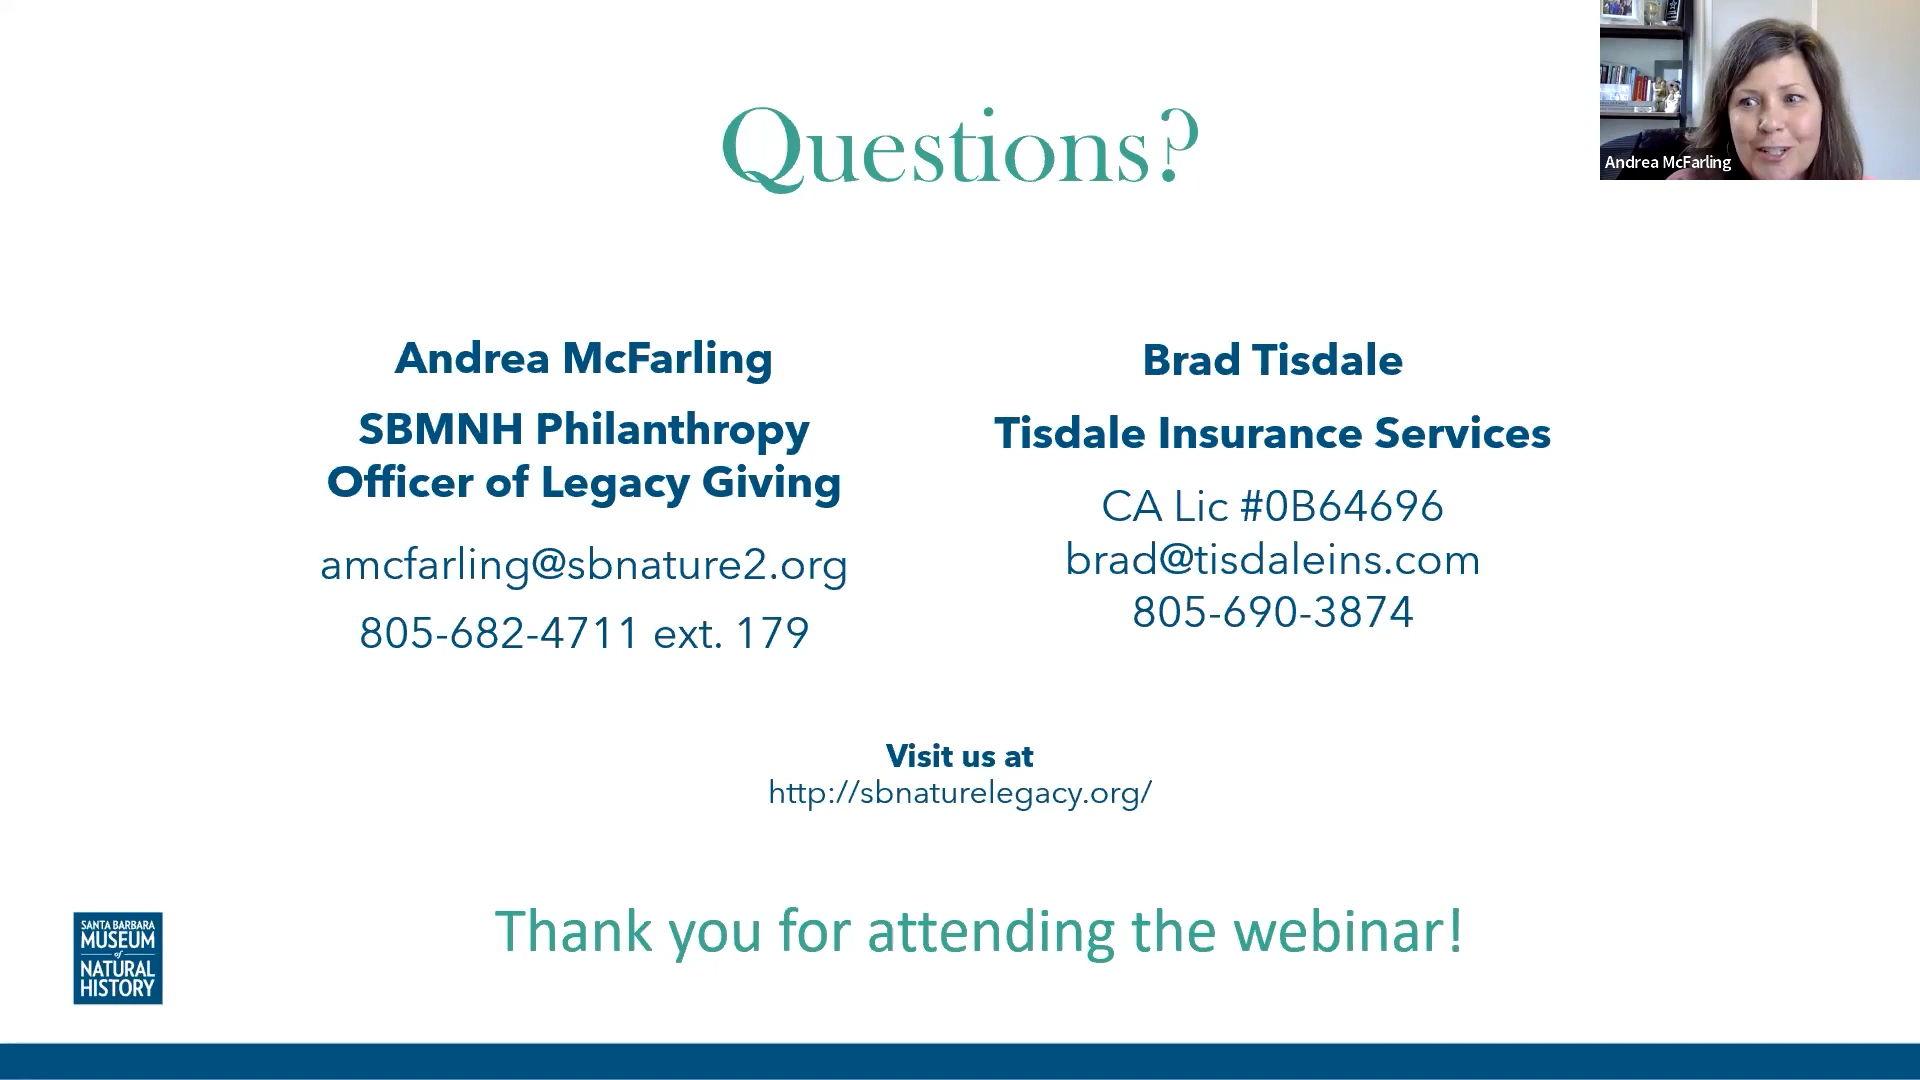 Questions?
Andrea McFarling
Andrea McFarling
SBMNH Philanthropy
Officer of Legacy Giving
amcfarling@sbnature2.org
805-682-4711 ext. 179
Brad Tisdale
Tisdale Insurance Services
CA Lic #0B64696
brad@tisdaleins.com
805-690-3874
Visit us at
http://sbnaturelegacy.org/
Thank you for attending the webinar!
SANTA BARBARA
MUSEUM
of
NATURAL
HISTORY